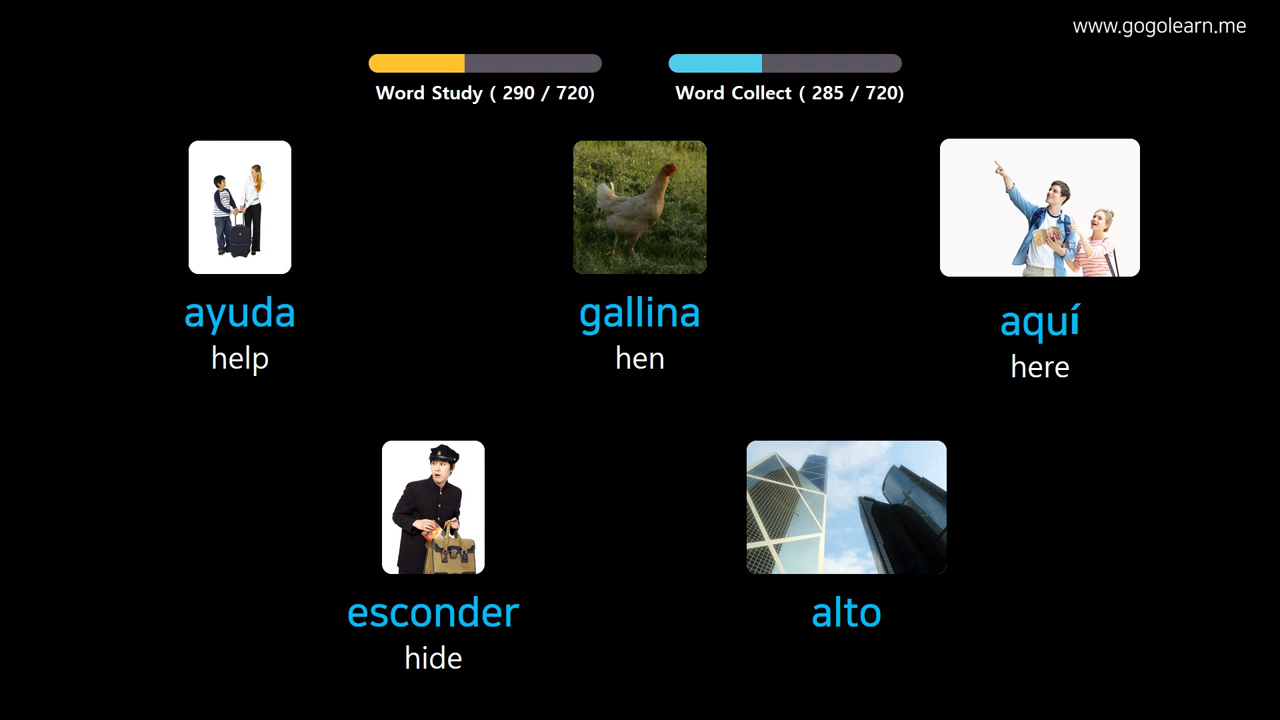 www.gogolearn.me
Word Study ( 290 / 720)
Word Collect ( 285 / 720)
ayuda
help
gallina
hen
aquí
here
esconder
hide
alto